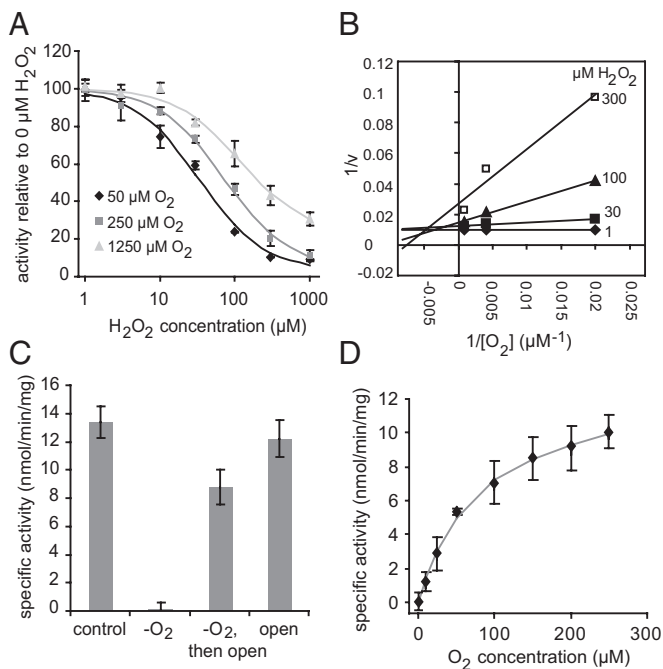 A
activity relative to 0 µM H2O2
120
100
80
60
40
20
0
50 µM O2
250 µM O2
1250 µM O2
1
10
100
1000
H2O2 concentration (µM)
B
1/v
0.1
0.08
0.06
0.04
0.02
0
-0.02
µM H2O2
300
100
30
1
-0.005
0
0.005
0.01
0.015
0.02
0.025
1/[O2] (µM-1)
C
specific activity (nmol/min/mg)
16
14
12
10
8
6
4
2
0
control
-O2
-O2,
then open
open
D
specific activity (nmol/min/mg)
12
10
8
6
4
2
0
0
100
200
300
O2 concentration (µM)